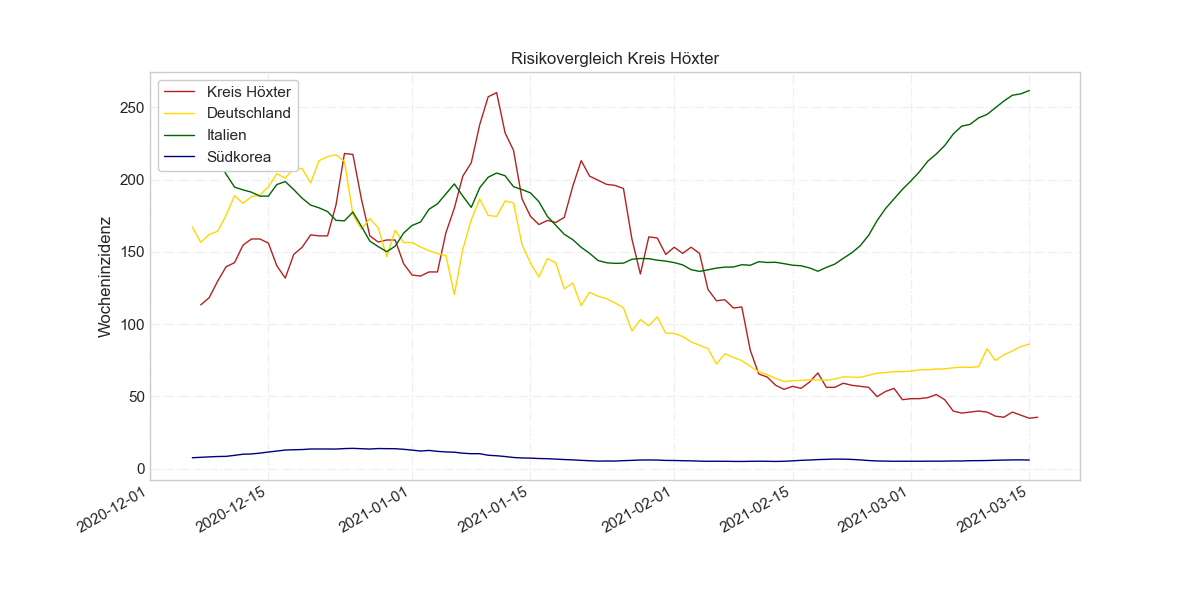 Risikovergleich Kreis Höxter
Kreis Höxter
Deutschland
Italien
Südkorea
Wocheninzidenz
250
200
150
100
50
0
2020-12-01
2020-12-15
2021-01-01
2021-01-15
2021-02-01
2021-02-15
2021-03-01
2021-03-15